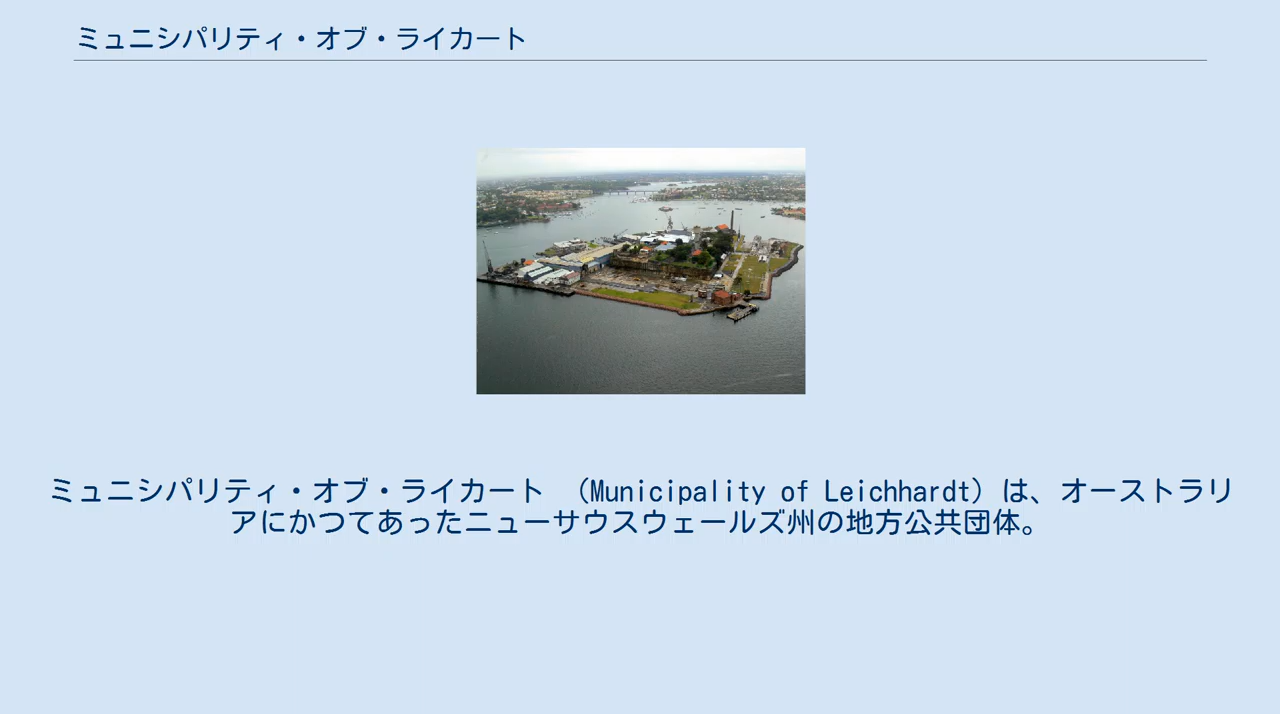 ミュニシパリティ・オブ・ライカート
ミュニシパリティ・オブ・ライカート （Municipality of Leichhardt）は、オーストラリ
アにかつてあったニューサウスウェールズ州の地方公共団体。